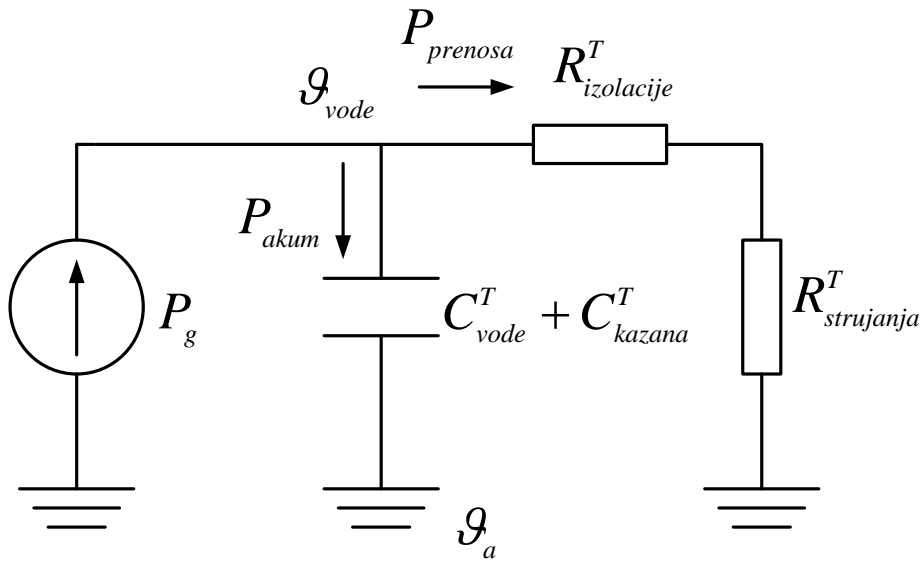 P_prenosa
R^T_izolacije
ϑ_vode
P_akum
P_g
C^T_vode + C^T_kazana
R^T_strujanja
ϑ_a